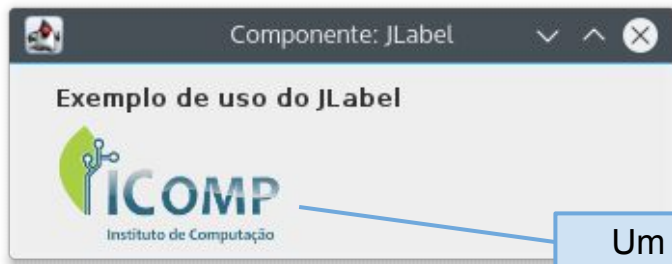 Componente: JLabel
Exemplo de uso do JLabel
ICOMP
Instituto de Computação
Um